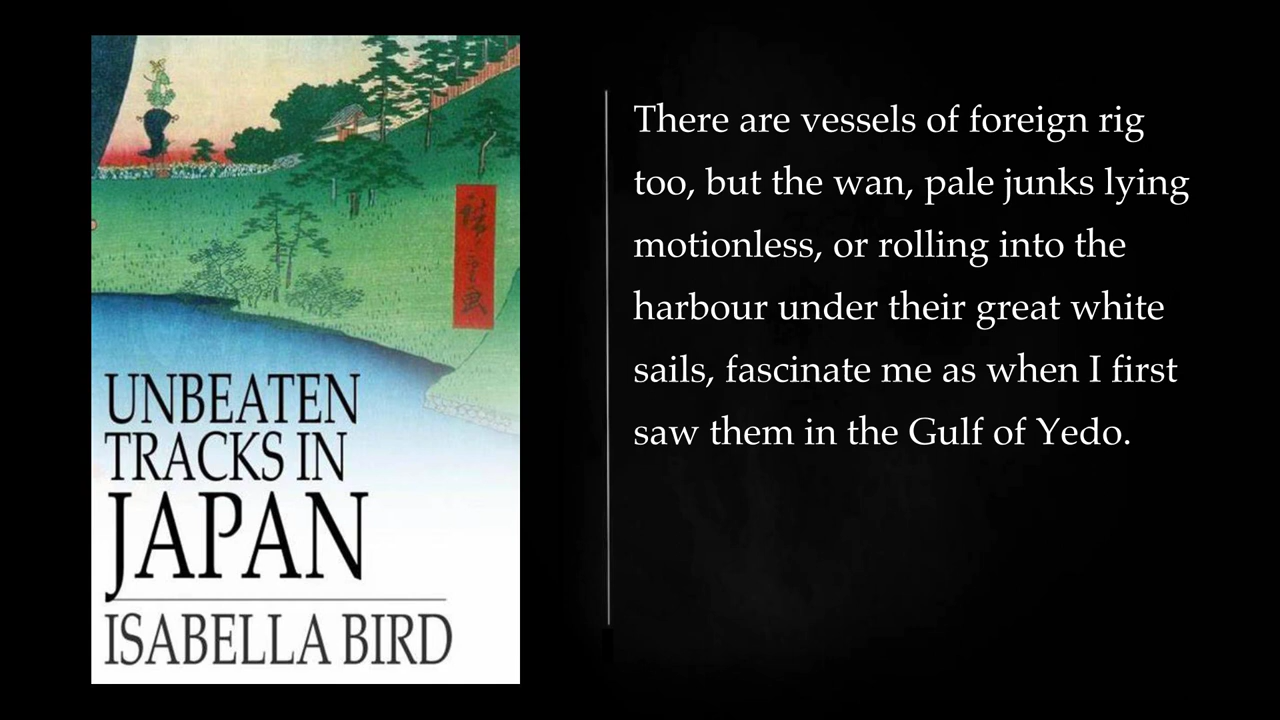 UNBEATEN
TRACKS IN
JAPAN
ISABELLA BIRD
There are vessels of foreign rig
too, but the wan, pale junks lying
motionless, or rolling into the
harbour under their great white
sails, fascinate me as when I first
saw them in the Gulf of Yedo.